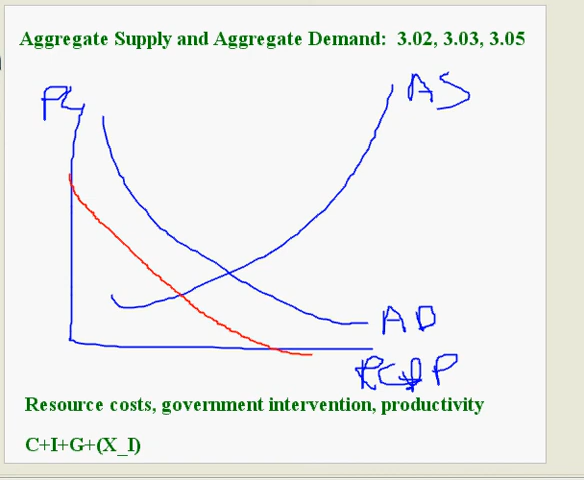 Aggregate Supply and Aggregate Demand: 3.02, 3.03, 3.05
PL
AS
AD
Resource costs, government intervention, productivity
C+I+G+(X_I)